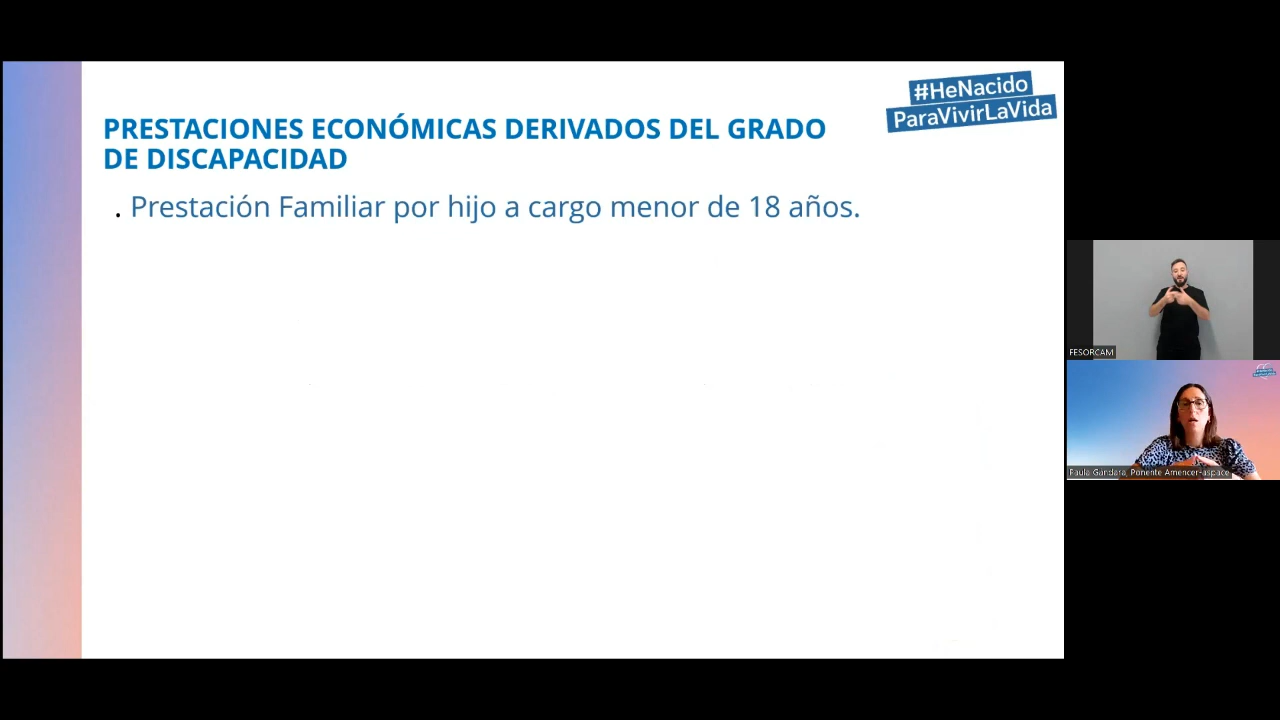 #HeNacido
ParaVivirLaVida
PRESTACIONES ECONÓMICAS DERIVADOS DEL GRADO
DE DISCAPACIDAD
. Prestación Familiar por hijo a cargo menor de 18 años.
FESORCAM
Paula Gandara, Ponente Amencer-aspace